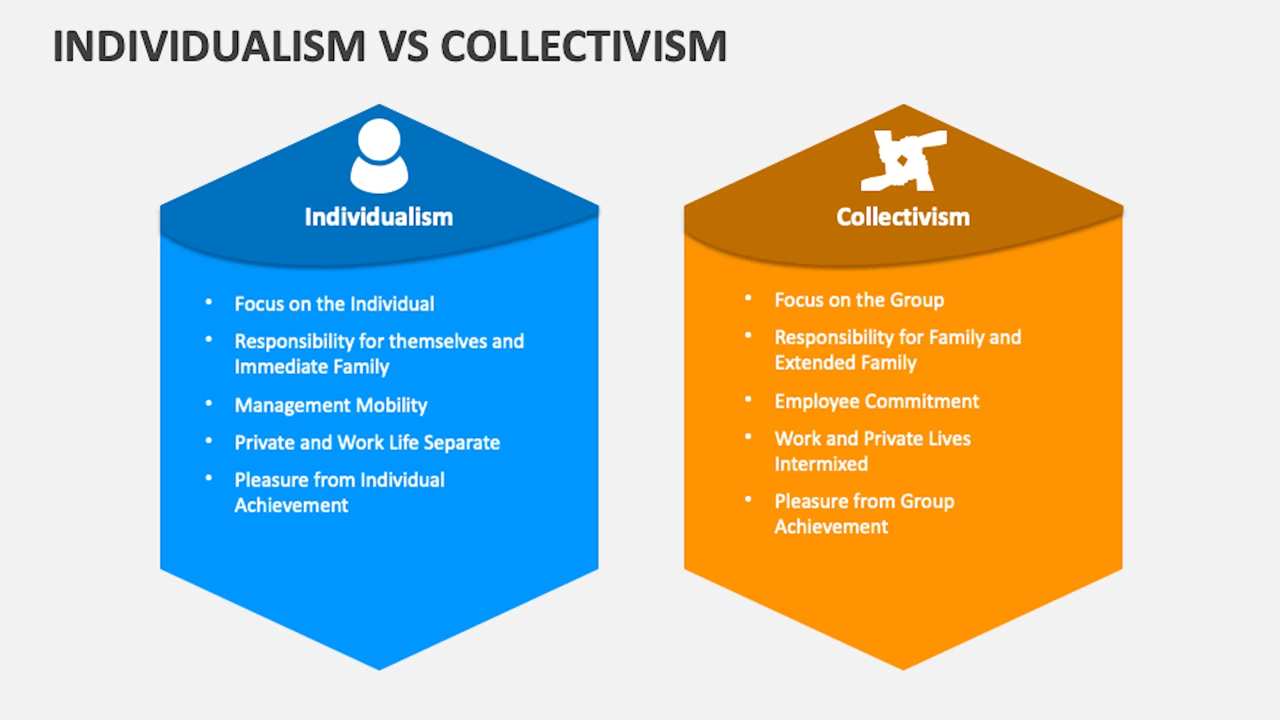 INDIVIDUALISM VS COLLECTIVISM
Individualism
• Focus on the Individual
• Responsibility for themselves and
Immediate Family
• Management Mobility
• Private and Work Life Separate
• Pleasure from Individual
Achievement
Collectivism
• Focus on the Group
• Responsibility for Family and
Extended Family
• Employee Commitment
• Work and Private Lives
Intermixed
• Pleasure from Group
Achievement